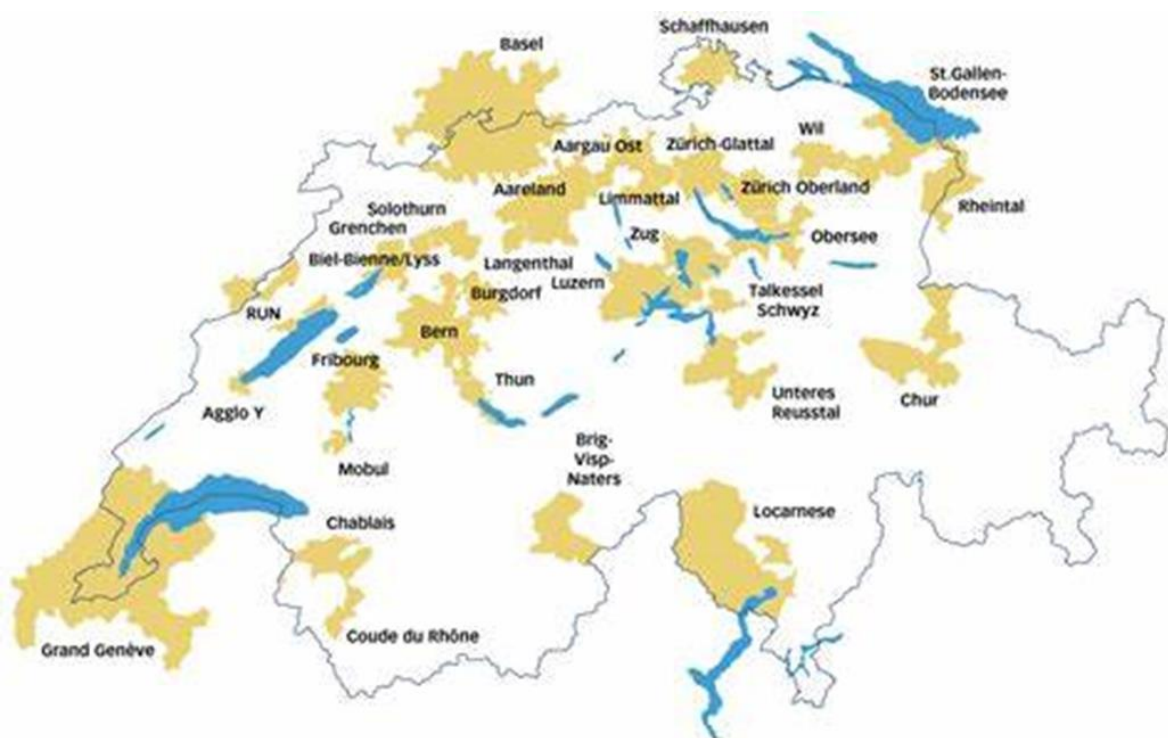 Schaffhausen
Basel
St.Gallen-
Bodensee
Wil
Aargau Ost
Zürich-Glattal
Aareland
Limmattal
Zürich Oberland
Rheintal
Solothurn
Grenchen
Zug
Obersee
Biel-Bienne/Lyss
Langenthal
Luzern
Burgdorf
Talkessel
Schwyz
RUN
Bern
Fribourg
Thun
Unteres
Reusstal
Chur
Agglo Y
Brig-
Visp-
Naters
Mobul
Locarnese
Chablais
Coude du Rhône
Grand Genève